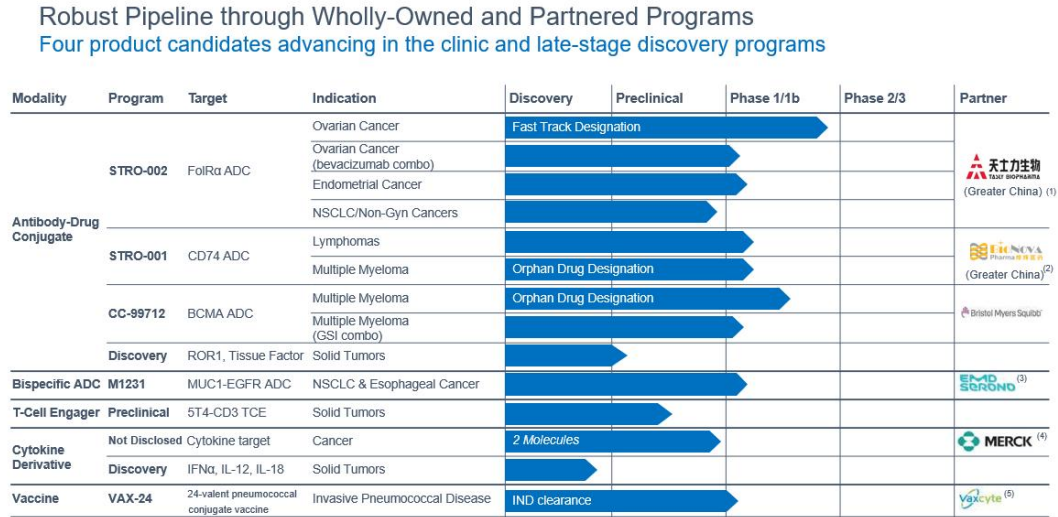 Robust Pipeline through Wholly-Owned and Partnered Programs
Four product candidates advancing in the clinic and late-stage discovery programs
Modality Program Target Indication Discovery Preclinical Phase 1/1b Phase 2/3 Partner
Antibody-Drug
Conjugate
STRO-002 FolRα ADC
Ovarian Cancer Fast Track Designation
Ovarian Cancer
(bevacizumab combo)
Endometrial Cancer
NSCLC/Non-Gyn Cancers
天士力生物
TASLY BIOPHARMA
(Greater China) (1)
STRO-001 CD74 ADC
Lymphomas
Multiple Myeloma Orphan Drug Designation
BioNova
Pharma
(Greater China) (2)
CC-99712 BCMA ADC
Multiple Myeloma Orphan Drug Designation
Multiple Myeloma
(GSI combo)
Bristol Myers Squibb
Discovery ROR1, Tissue Factor Solid Tumors
Bispecific ADC M1231 MUC1-EGFR ADC NSCLC & Esophageal Cancer EMD
SERONO (3)
T-Cell Engager Preclinical 5T4-CD3 TCE Solid Tumors
Cytokine
Derivative
Not Disclosed Cytokine target Cancer 2 Molecules MERCK (4)
Discovery IFNα, IL-12, IL-18 Solid Tumors
Vaccine VAX-24 24-valent pneumococcal
conjugate vaccine Invasive Pneumococcal Disease IND clearance Vaxcyte (5)